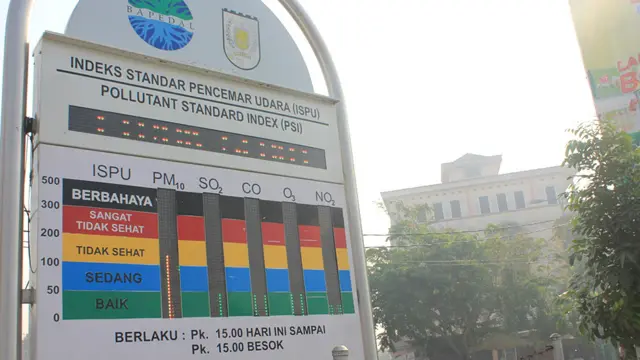 BAPEDAL
INDEKS STANDAR PENCEMAR UDARA (ISPU)
POLLUTANT STANDARD INDEX (PSI)
ISPU PM10 SO2 CO O3 NO2
500
BERBAHAYA
300
SANGAT
TIDAK SEHAT
200
TIDAK SEHAT
100
SEDANG
50
BAIK
0
BERLAKU : Pk. 15.00 HARI INI SAMPAI
Pk. 15.00 BESOK